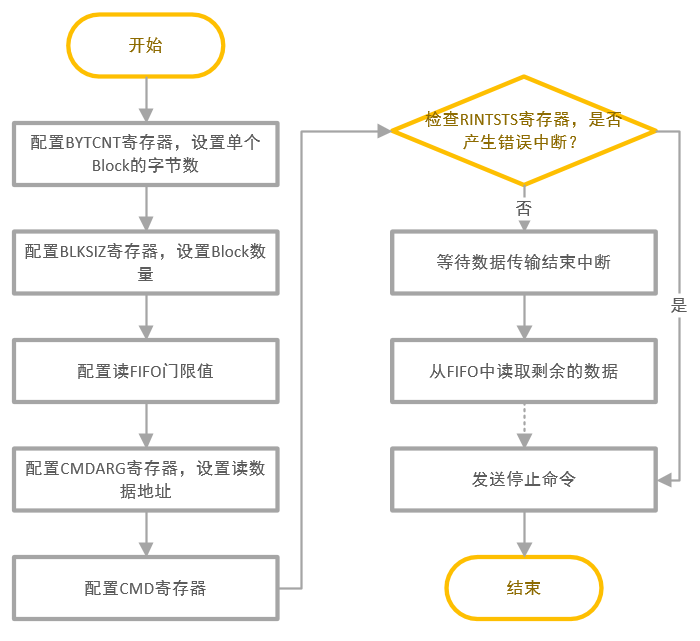 开始
配置BYTCNT寄存器，设置单个
Block的字节数
配置BLKSIZ寄存器，设置Block数
量
配置读FIFO门限值
配置CMDARG寄存器，设置读数
据地址
配置CMD寄存器
检查RINTSTS寄存器，是否
产生错误中断？
否
是
等待数据传输结束中断
从FIFO中读取剩余的数据
发送停止命令
结束